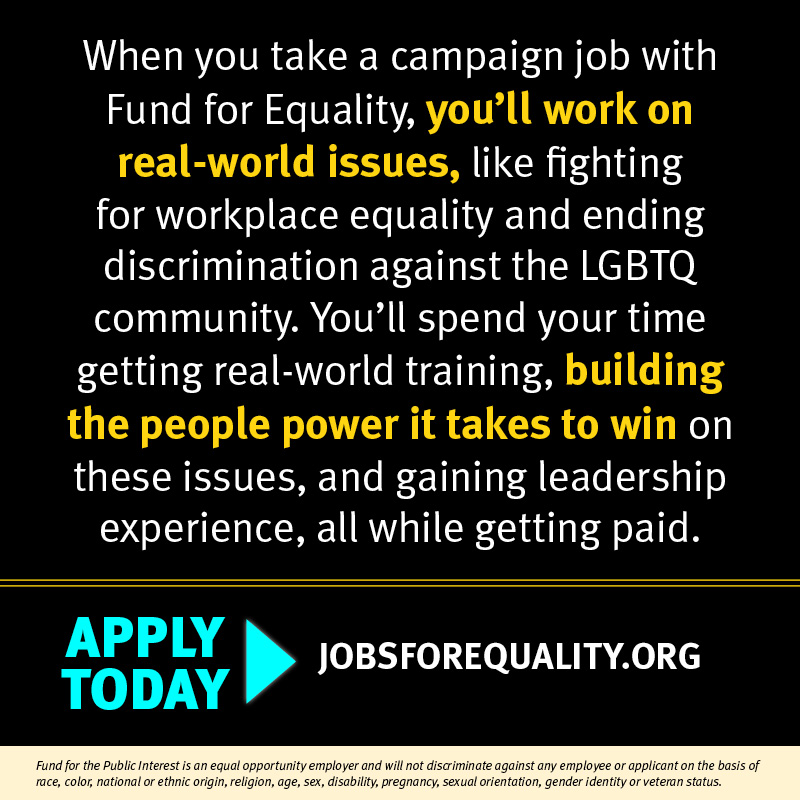 When you take a campaign job with
Fund for Equality, you’ll work on
real-world issues, like fighting
for workplace equality and ending
discrimination against the LGBTQ
community. You’ll spend your time
getting real-world training, building
the people power it takes to win on
these issues, and gaining leadership
experience, all while getting paid.
APPLY
TODAY
JOBSFOREQUALITY.ORG
Fund for the Public Interest is an equal opportunity employer and will not discriminate against any employee or applicant on the basis of
race, color, national or ethnic origin, religion, age, sex, disability, pregnancy, sexual orientation, gender identity or veteran status.